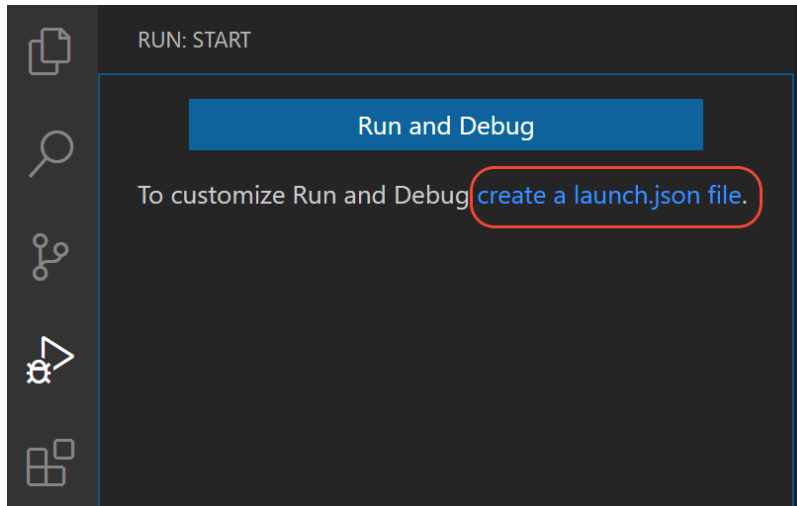 RUN: START
Run and Debug
To customize Run and Debug create a launch.json file.